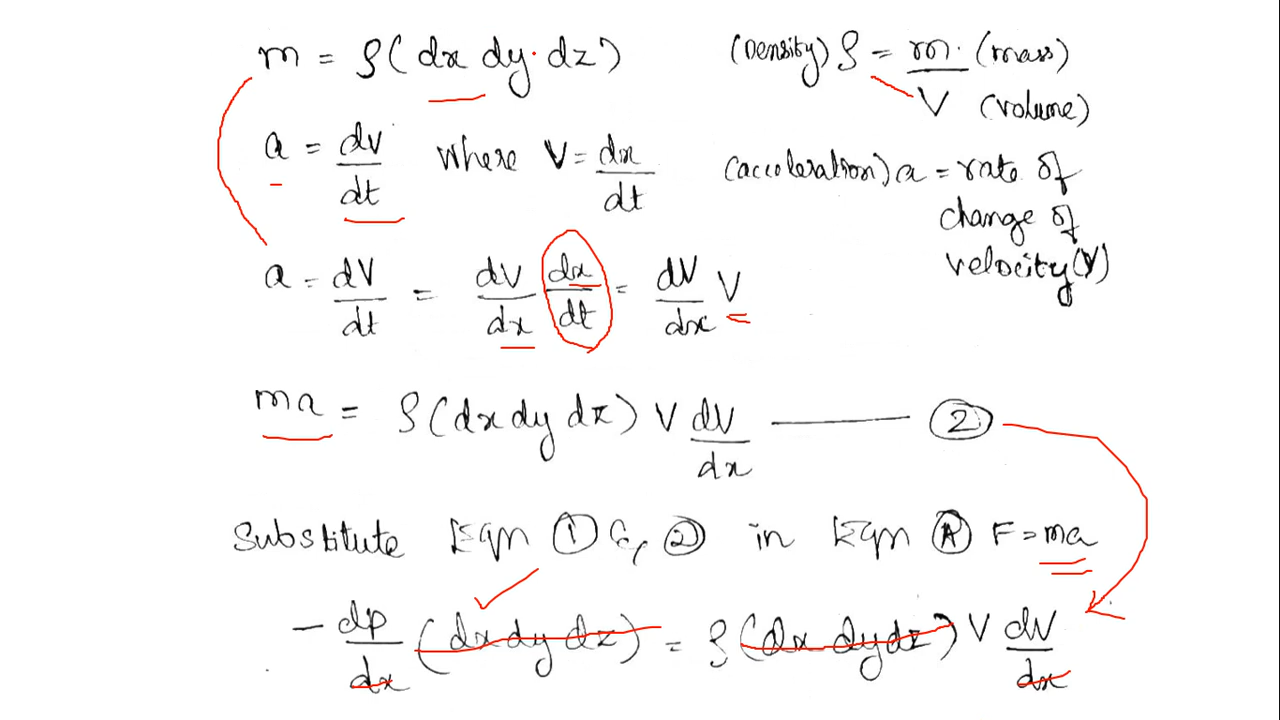 m = ρ(dx dy·dz)
(Density) ρ = m/V (mass) (volume)
a = dv/dt where V = dx/dt
(accoleration) a = rate of change of velocity(V)
a = dV/dt = dV/dx dx/dt = dV/dx V
ma = ρ(dx dy dz) V dV/dx ——— ②
Substitute Eqn ① & ② in Eqn Ⓐ F=ma
- dp/dx (dx dy dz) = ρ(dx dy dz) V dV/dx